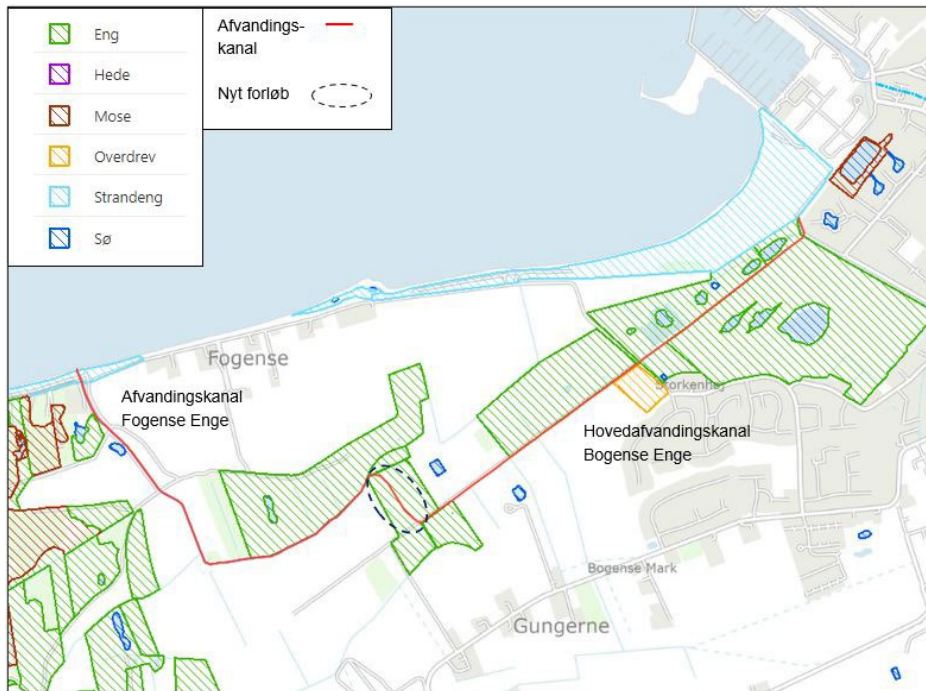 Eng
Hede
Mose
Overdrev
Strandeng
Sø
Afvandings-
kanal
Nyt forløb
Fogense
Afvandingskanal
Fogense Enge
Storkenhøj
Hovedafvandingskanal
Bogense Enge
Bogense Mark
Gungerne